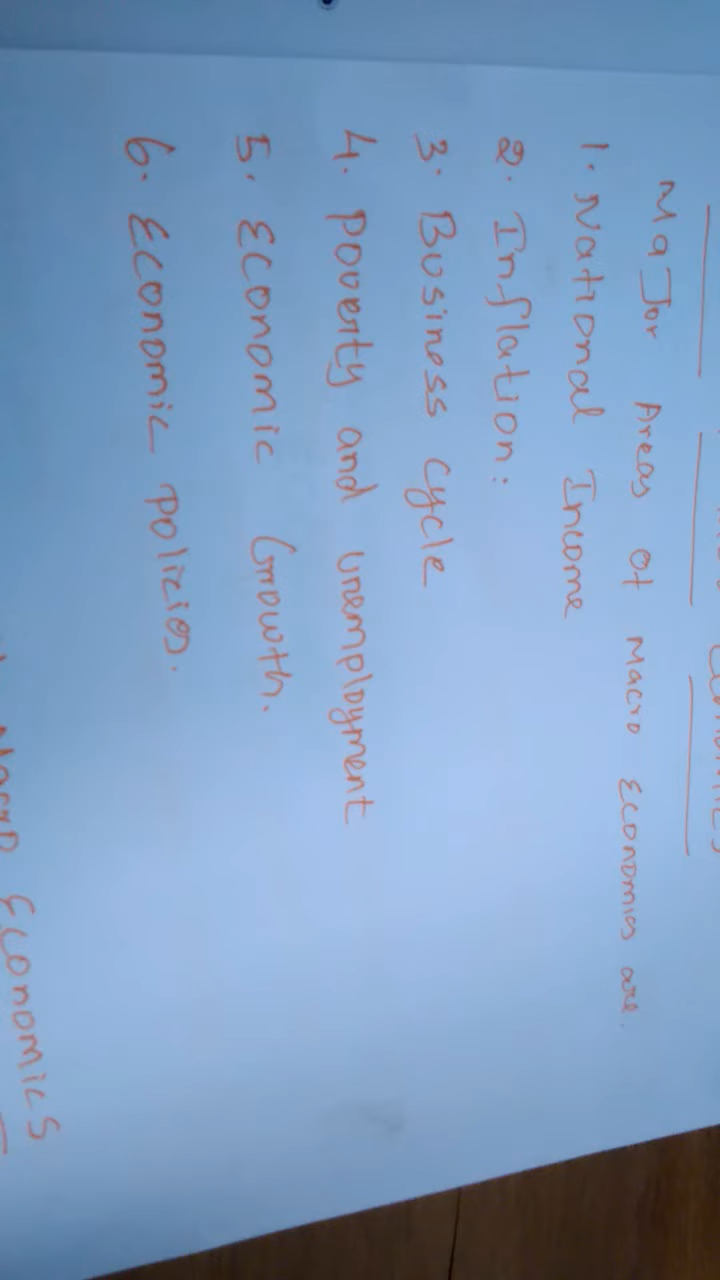 Major Areas of Macro Economics are.
1. National Income
2. Inflation:
3. Business cycle
4. Poverty and unemployment
5. Economic Growth.
6. Economic policies.
Macro Economics